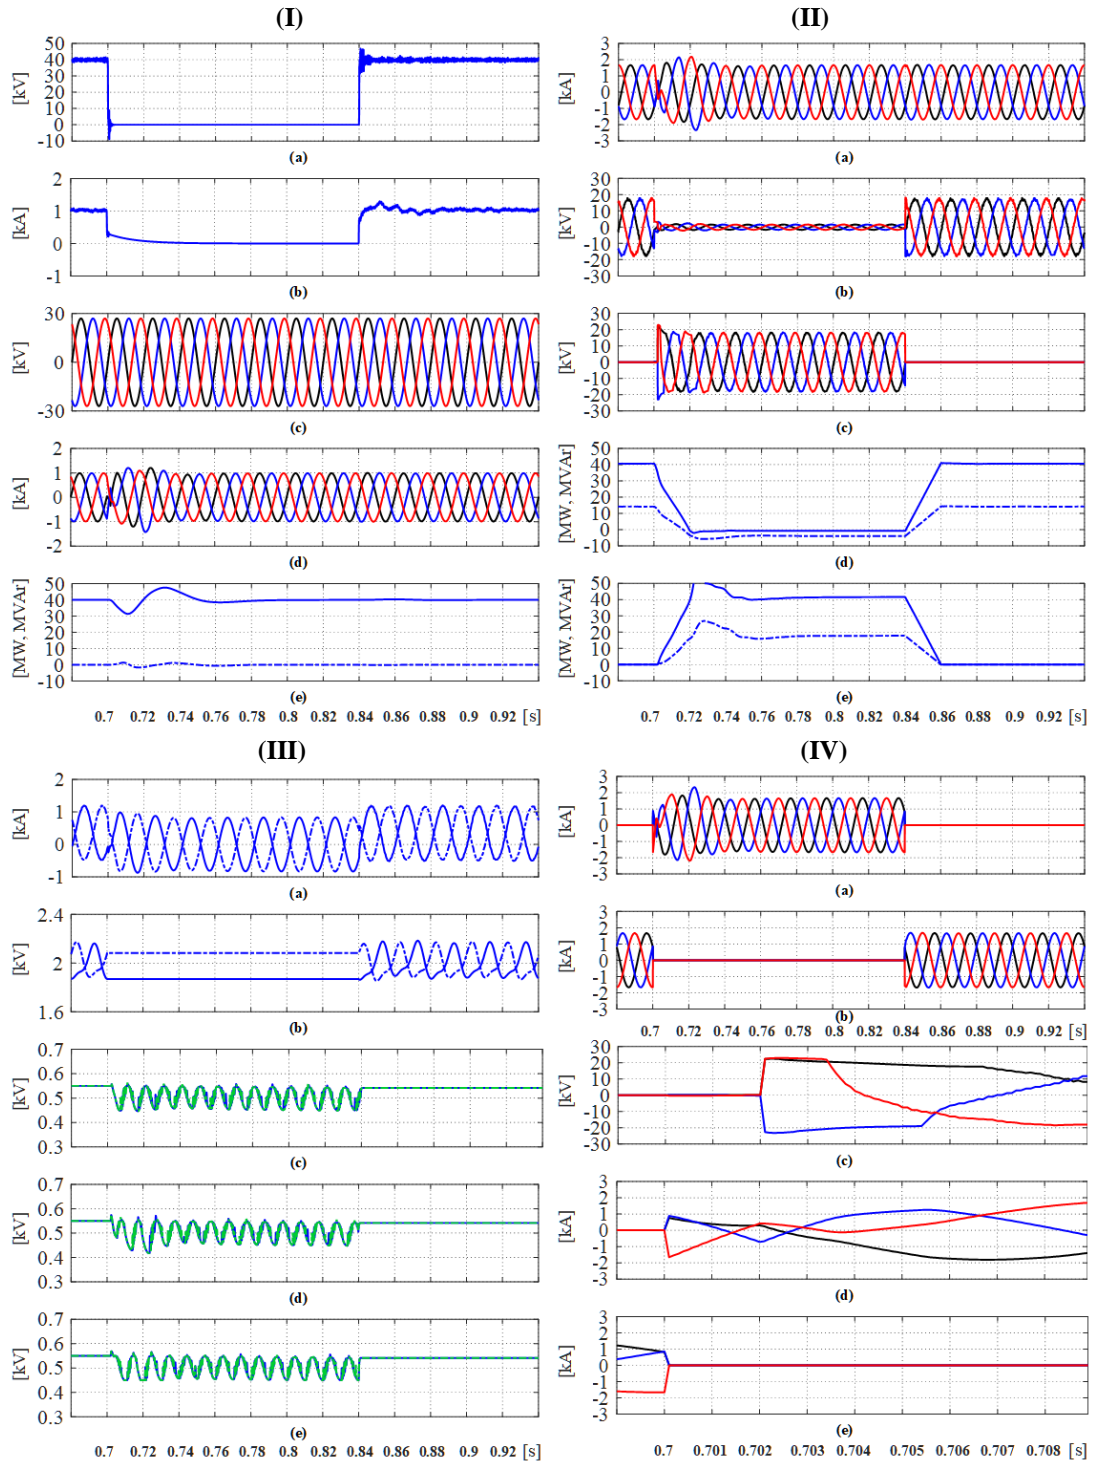 (I)
50
40
30
20
10
0
-10
[kV]
(a)
2
1
0
-1
[kA]
(b)
30
0
-30
[kV]
(c)
2
1
0
-1
-2
[kA]
(d)
50
40
30
20
10
0
-10
[MW, MVAr]
(e)
0.7 0.72 0.74 0.76 0.78 0.8 0.82 0.84 0.86 0.88 0.9 0.92 [s]
(II)
3
2
1
0
-1
-2
-3
[kA]
(a)
30
20
10
0
-10
-20
-30
[kV]
(b)
30
20
10
0
-10
-20
-30
[kV]
(c)
50
40
30
20
10
0
-10
[MW, MVAr]
(d)
50
40
30
20
10
0
-10
[MW, MVAr]
(e)
0.7 0.72 0.74 0.76 0.78 0.8 0.82 0.84 0.86 0.88 0.9 0.92 [s]
(III)
2
1
0
-1
[kA]
(a)
2.4
2
1.6
[kV]
(b)
0.7
0.6
0.5
0.4
0.3
[kV]
(c)
0.7
0.6
0.5
0.4
0.3
[kV]
(d)
0.7
0.6
0.5
0.4
0.3
[kV]
(e)
0.7 0.72 0.74 0.76 0.78 0.8 0.82 0.84 0.86 0.88 0.9 0.92 [s]
(IV)
3
2
1
0
-1
-2
-3
[kA]
(a)
3
2
1
0
-1
-2
-3
[kA]
(b)
0.7 0.72 0.74 0.76 0.78 0.8 0.82 0.84 0.86 0.88 0.9 0.92 [s]
30
20
10
0
-10
-20
-30
[kV]
(c)
3
2
1
0
-1
-2
-3
[kA]
(d)
3
2
1
0
-1
-2
-3
[kA]
(e)
0.7 0.701 0.702 0.703 0.704 0.705 0.706 0.707 0.708 [s]